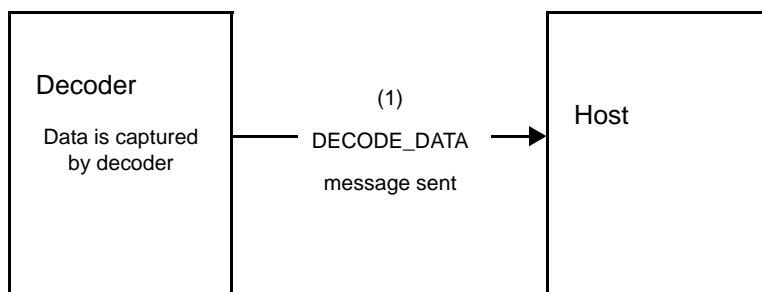 Decoder
Data is captured
by decoder
(1)
DECODE_DATA
message sent
Host